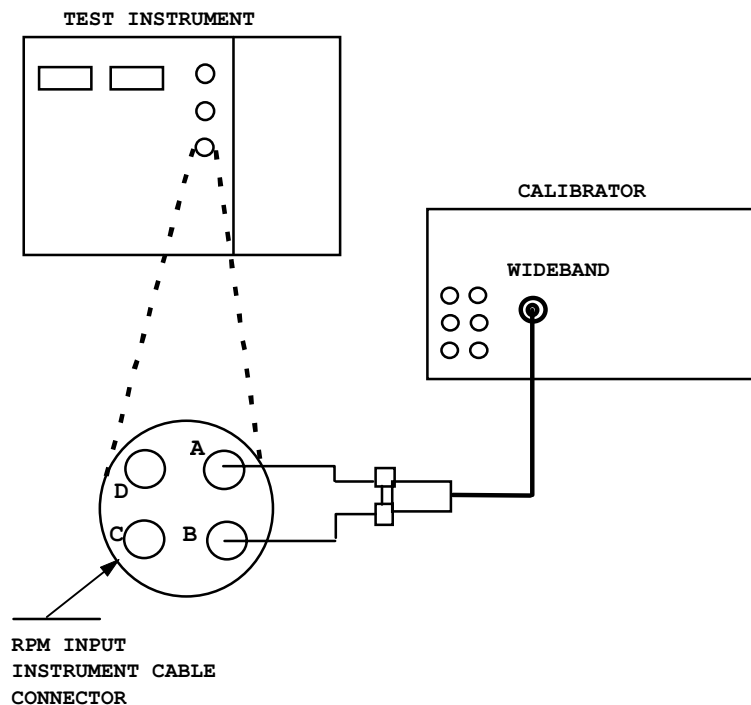 TEST INSTRUMENT
CALIBRATOR
WIDEBAND
A
D
C
B
RPM INPUT
INSTRUMENT CABLE
CONNECTOR